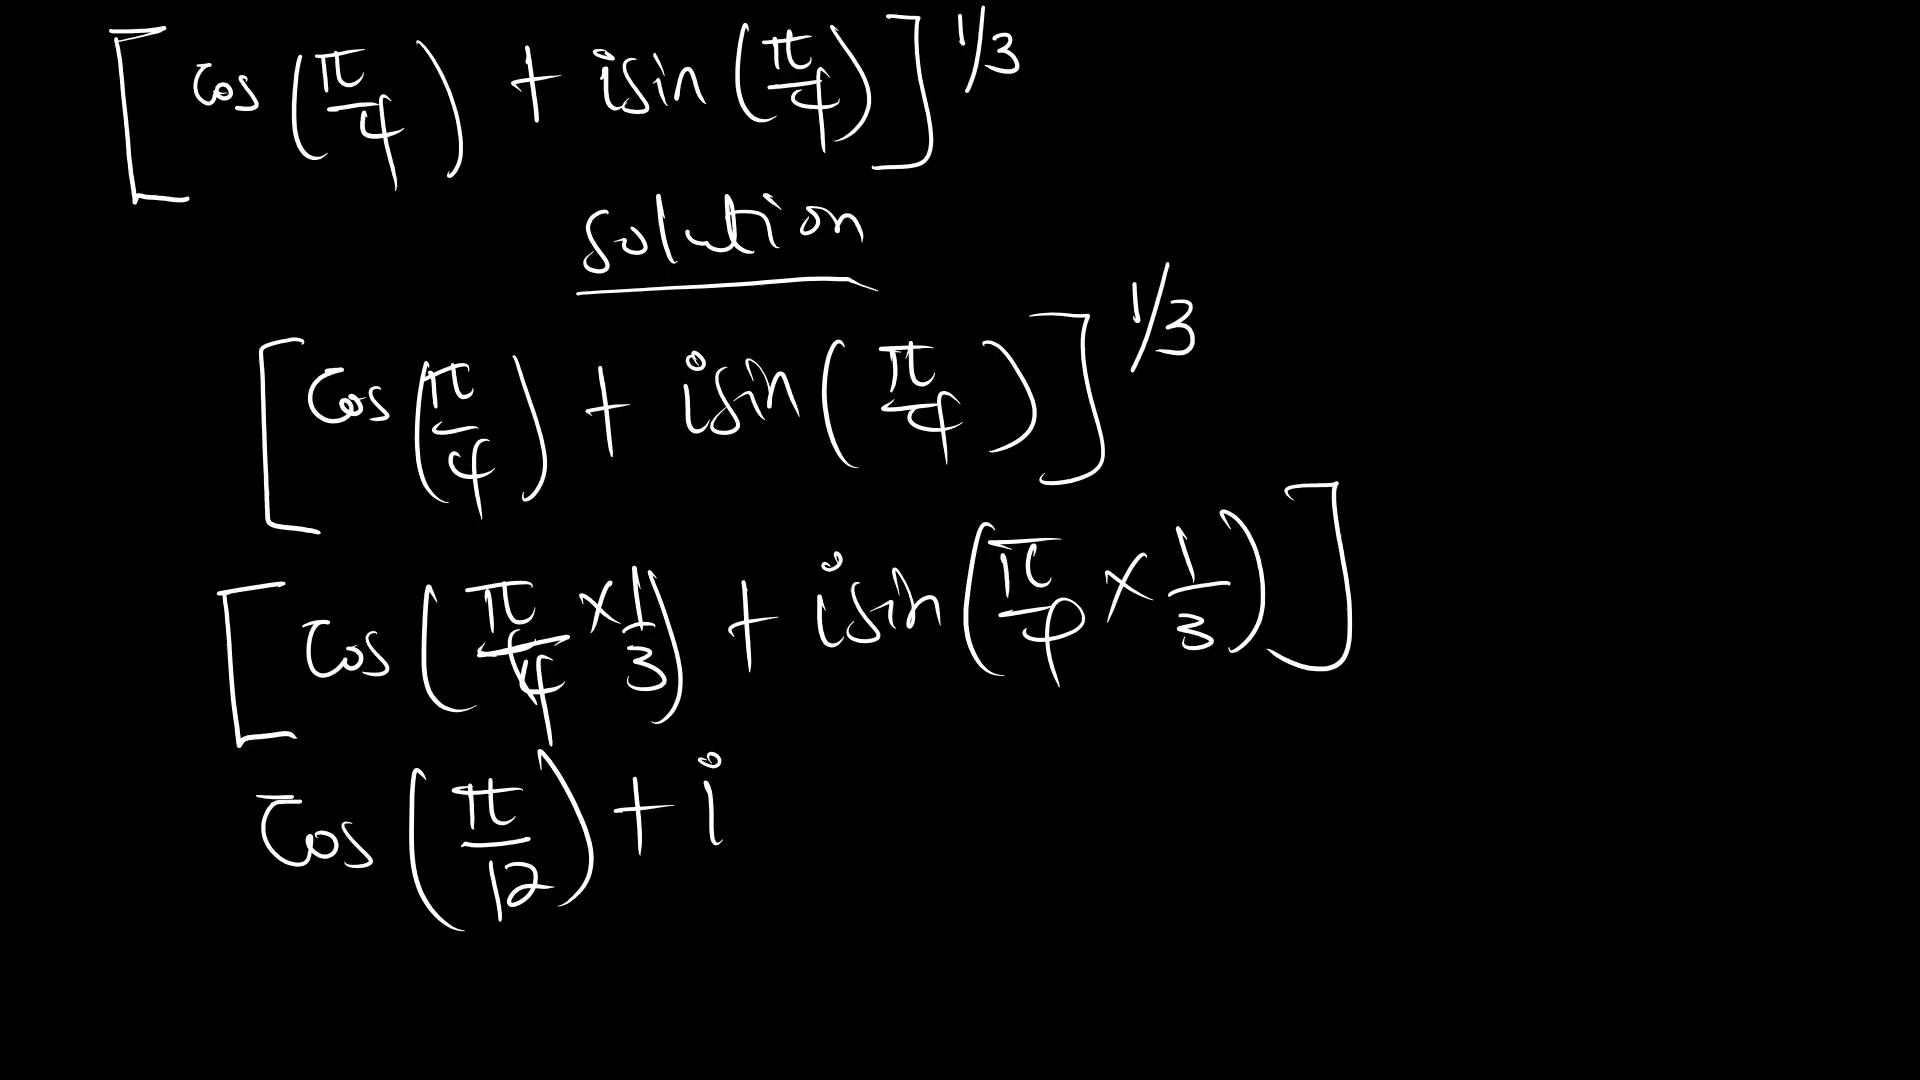 [cos(π/4) + isin(π/4)]^1/3
solution
[cos(π/4) + isin(π/4)]^1/3
[cos(π/4 × 1/3) + isin(π/4 × 1/3)]
cos(π/12) + i